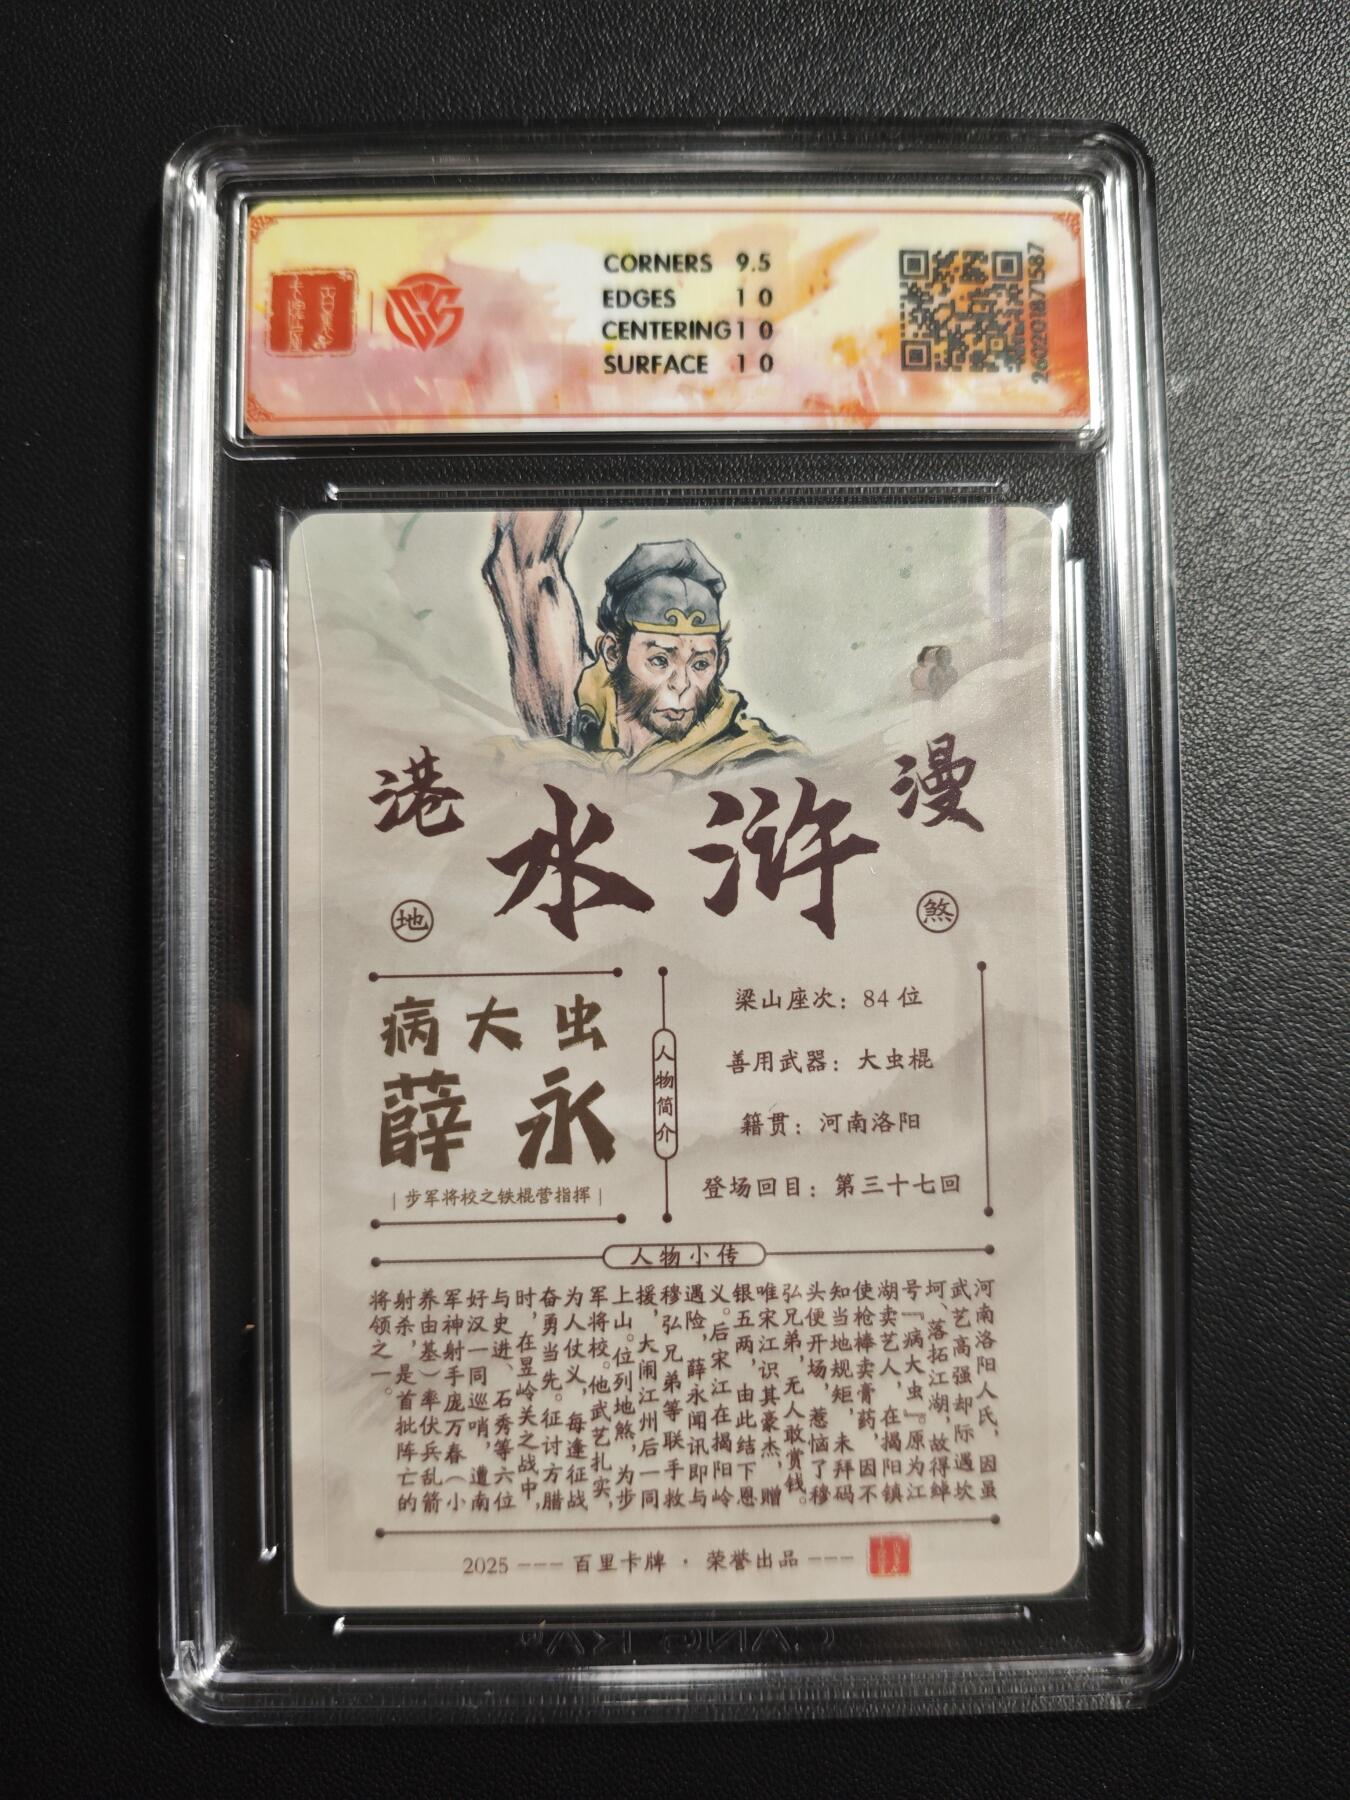 CORNERS 9.5
EDGES 10
CENTERING 10
SURFACE 10
港水浒漫
地
煞
病大虫
薛永
|步军将校之铁棍营指挥|
人物简介
梁山座次：84位
善用武器：大虫棍
籍贯：河南洛阳
登场回目：第三十七回
人物小传
河南洛阳人氏，因虽
武艺高强却际遇坎
坷、落拓江湖，故得绰
号『病大虫』。原为江
湖卖艺人，在揭阳镇
使枪棒卖膏药，因不
知当地规矩，未拜码
头便开场，惹恼了穆
弘兄弟，无人敢赏钱。
唯宋江识其豪杰，赠
银五两，由此结下恩
义。后宋江在揭阳岭
遇险，薛永闻讯即与
穆弘兄弟等联手救
援，大闹江州后一同
上山。位列地煞，为步
军将校。他武艺扎实，
为人仗义，每逢征战
奋勇当先。征讨方腊
时，在昱岭关之战中，
与史进、石秀等六位
好汉一同巡哨，遭南
军神射手庞万春（小
养由基）率伏兵乱箭
射杀，是首批阵亡的
将领之一。
2025---百里卡牌·荣誉出品---